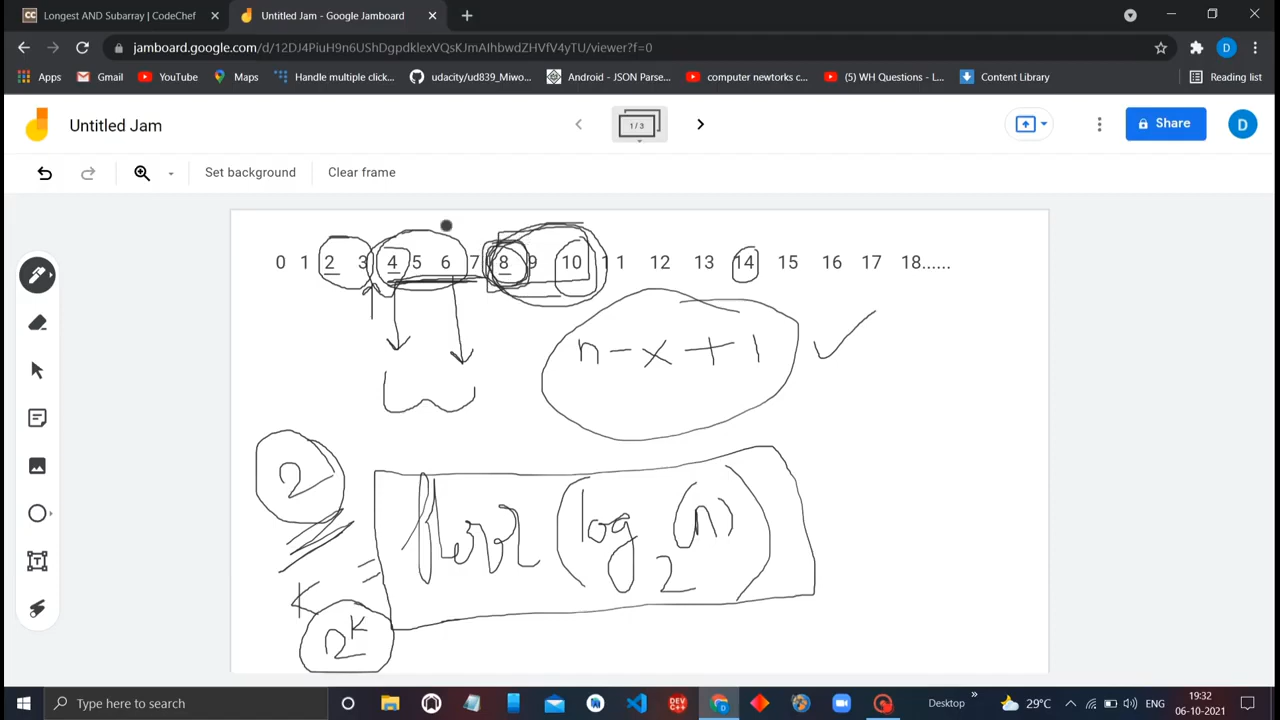 Longest AND Subarray | CodeChef
Untitled Jam - Google Jamboard
jamboard.google.com/d/12DJ4PiuH9n6UShDgpdklexVQsKJmAIhbwdZHVfV4yTU/viewer?f=0
Apps Gmail YouTube Maps Handle multiple click... udacity/ud839_Miwo... Android - JSON Parse... computer newtorks c... (5) WH Questions - L... Content Library Reading list
Untitled Jam
1 / 3
Share
D
Set background Clear frame
0 1 2 3 4 5 6 7 8 9 10 11 12 13 14 15 16 17 18......
n - x + 1
2
floor (log2(n))
K =
2^K
Type here to search
DEV C++
Desktop
29°C
ENG
19:32
06-10-2021